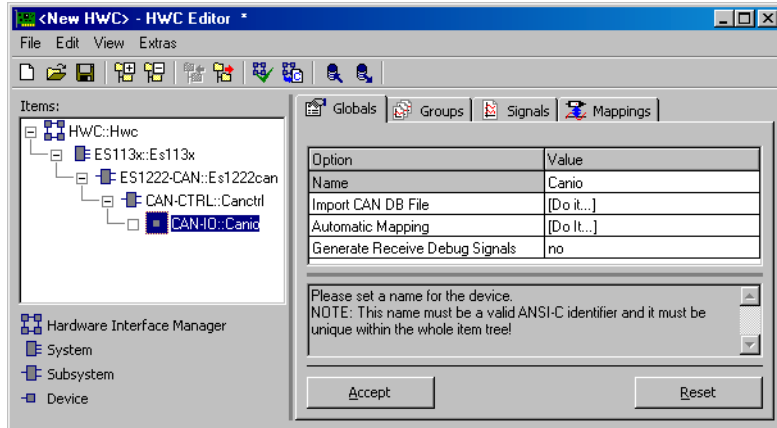 <New HWC> - HWC Editor *
File Edit View Extras
Items:
HWC::Hwc
ES113x::Es113x
ES1222-CAN::Es1222can
CAN-CTRL::Canctrl
CAN-IO::Canio
Hardware Interface Manager
System
Subsystem
Device
Globals Groups Signals Mappings
Option Value
Name Canio
Import CAN DB File [Do it...]
Automatic Mapping [Do It...]
Generate Receive Debug Signals no
Please set a name for the device.
NOTE: This name must be a valid ANSI-C identifier and it must be
unique within the whole item tree!
Accept Reset